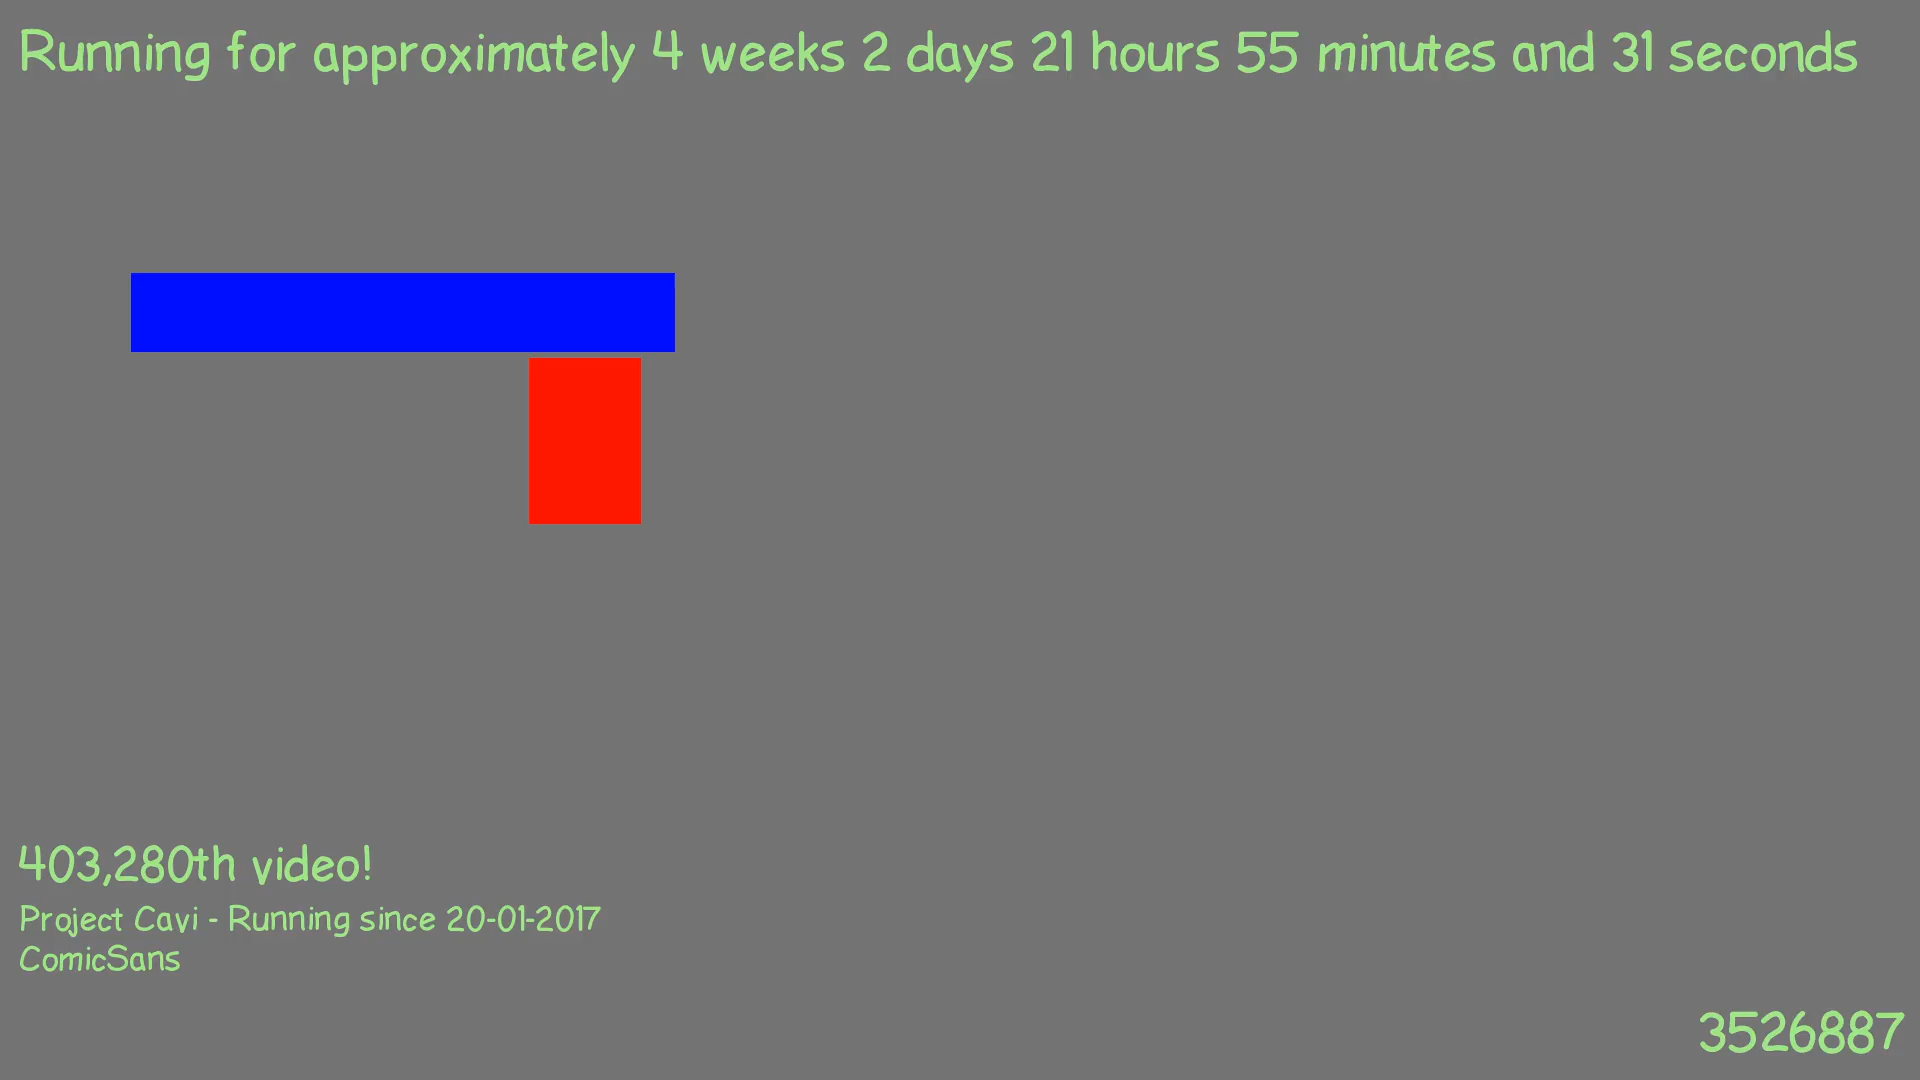 Running for approximately 4 weeks 2 days 21 hours 55 minutes and 31 seconds
403,280th video!
Project Cavi - Running since 20-01-2017
ComicSans
3526887